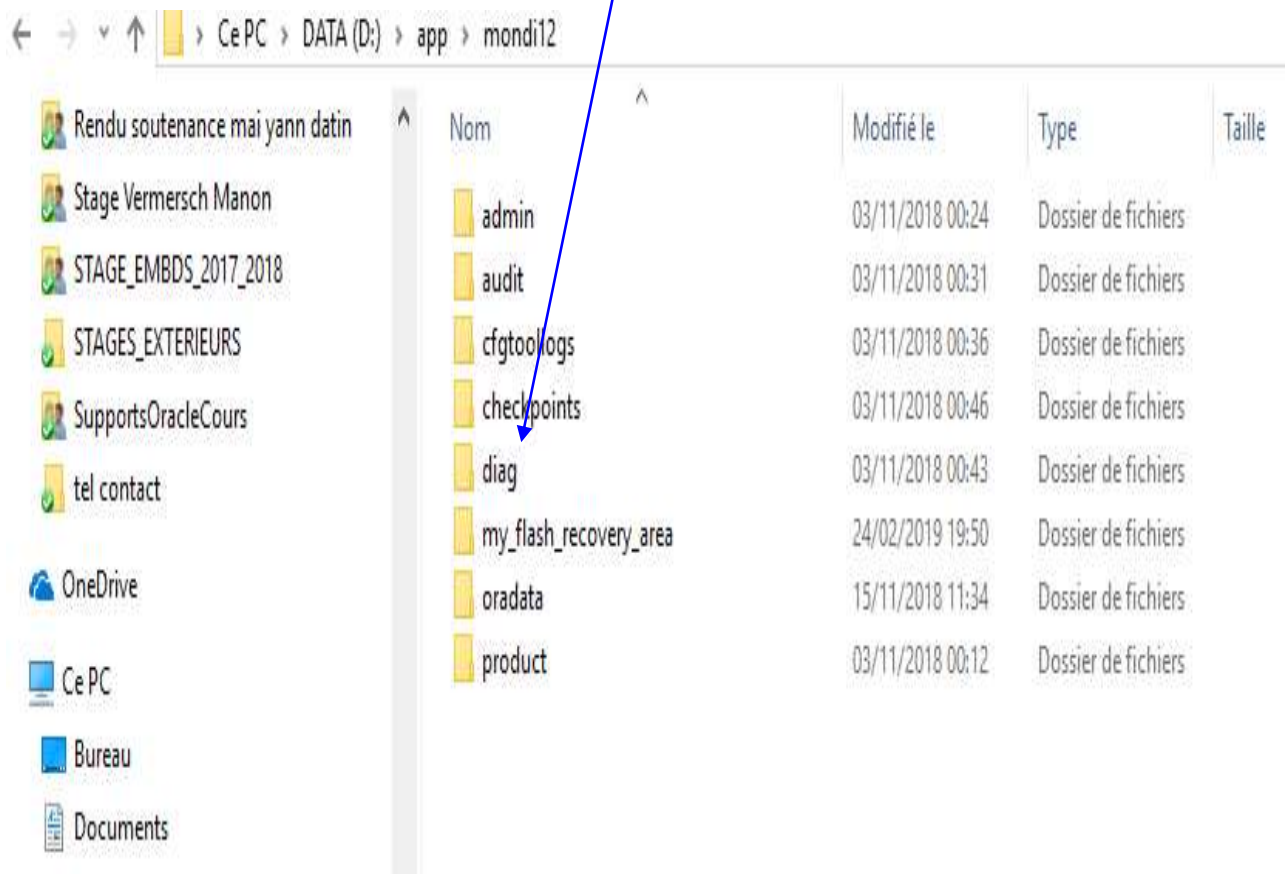 Ce PC > DATA (D:) > app > mondi12
Rendu soutenance mai yann datin
Stage Vermersch Manon
STAGE_EMBDS_2017_2018
STAGES_EXTERIEURS
SupportsOracleCours
tel contact
OneDrive
Ce PC
Bureau
Documents
Nom Modifié le Type Taille
admin 03/11/2018 00:24 Dossier de fichiers
audit 03/11/2018 00:31 Dossier de fichiers
cfgtoollogs 03/11/2018 00:36 Dossier de fichiers
checkpoints 03/11/2018 00:46 Dossier de fichiers
diag 03/11/2018 00:43 Dossier de fichiers
my_flash_recovery_area 24/02/2019 19:50 Dossier de fichiers
oradata 15/11/2018 11:34 Dossier de fichiers
product 03/11/2018 00:12 Dossier de fichiers